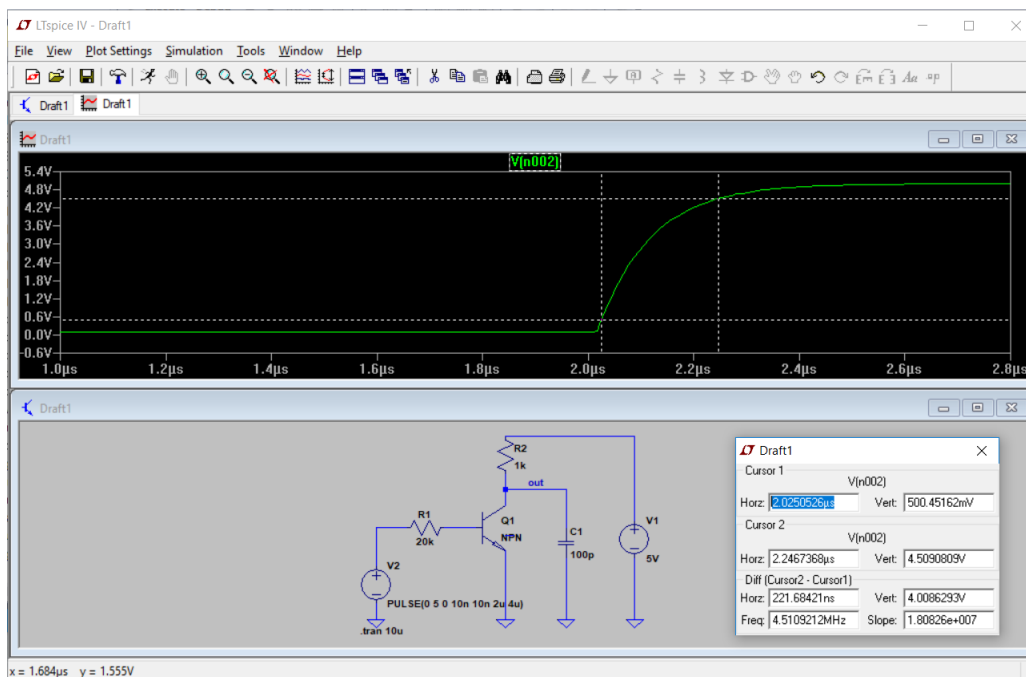 LTspice IV - Draft1
File View Plot Settings Simulation Tools Window Help
Draft1 Draft1
Draft1
V(n002)
5.4V
4.8V
4.2V
3.6V
3.0V
2.4V
1.8V
1.2V
0.6V
0.0V
-0.6V
1.0µs 1.2µs 1.4µs 1.6µs 1.8µs 2.0µs 2.2µs 2.4µs 2.6µs 2.8µs
Draft1
R2
1k
out
R1
20k
Q1
NPN
C1
100p
V1
5V
V2
PULSE(0 5 0 10n 10n 2u 4u)
.tran 10u
Draft1
Cursor 1
V(n002)
Horz: 2.0250526µs Vert: 500.45162mV
Cursor 2
V(n002)
Horz: 2.2467368µs Vert: 4.5090809V
Diff (Cursor2 - Cursor1)
Horz: 221.68421ns Vert: 4.0086293V
Freq: 4.5109212MHz Slope: 1.80826e+007
x = 1.684µs y = 1.555V